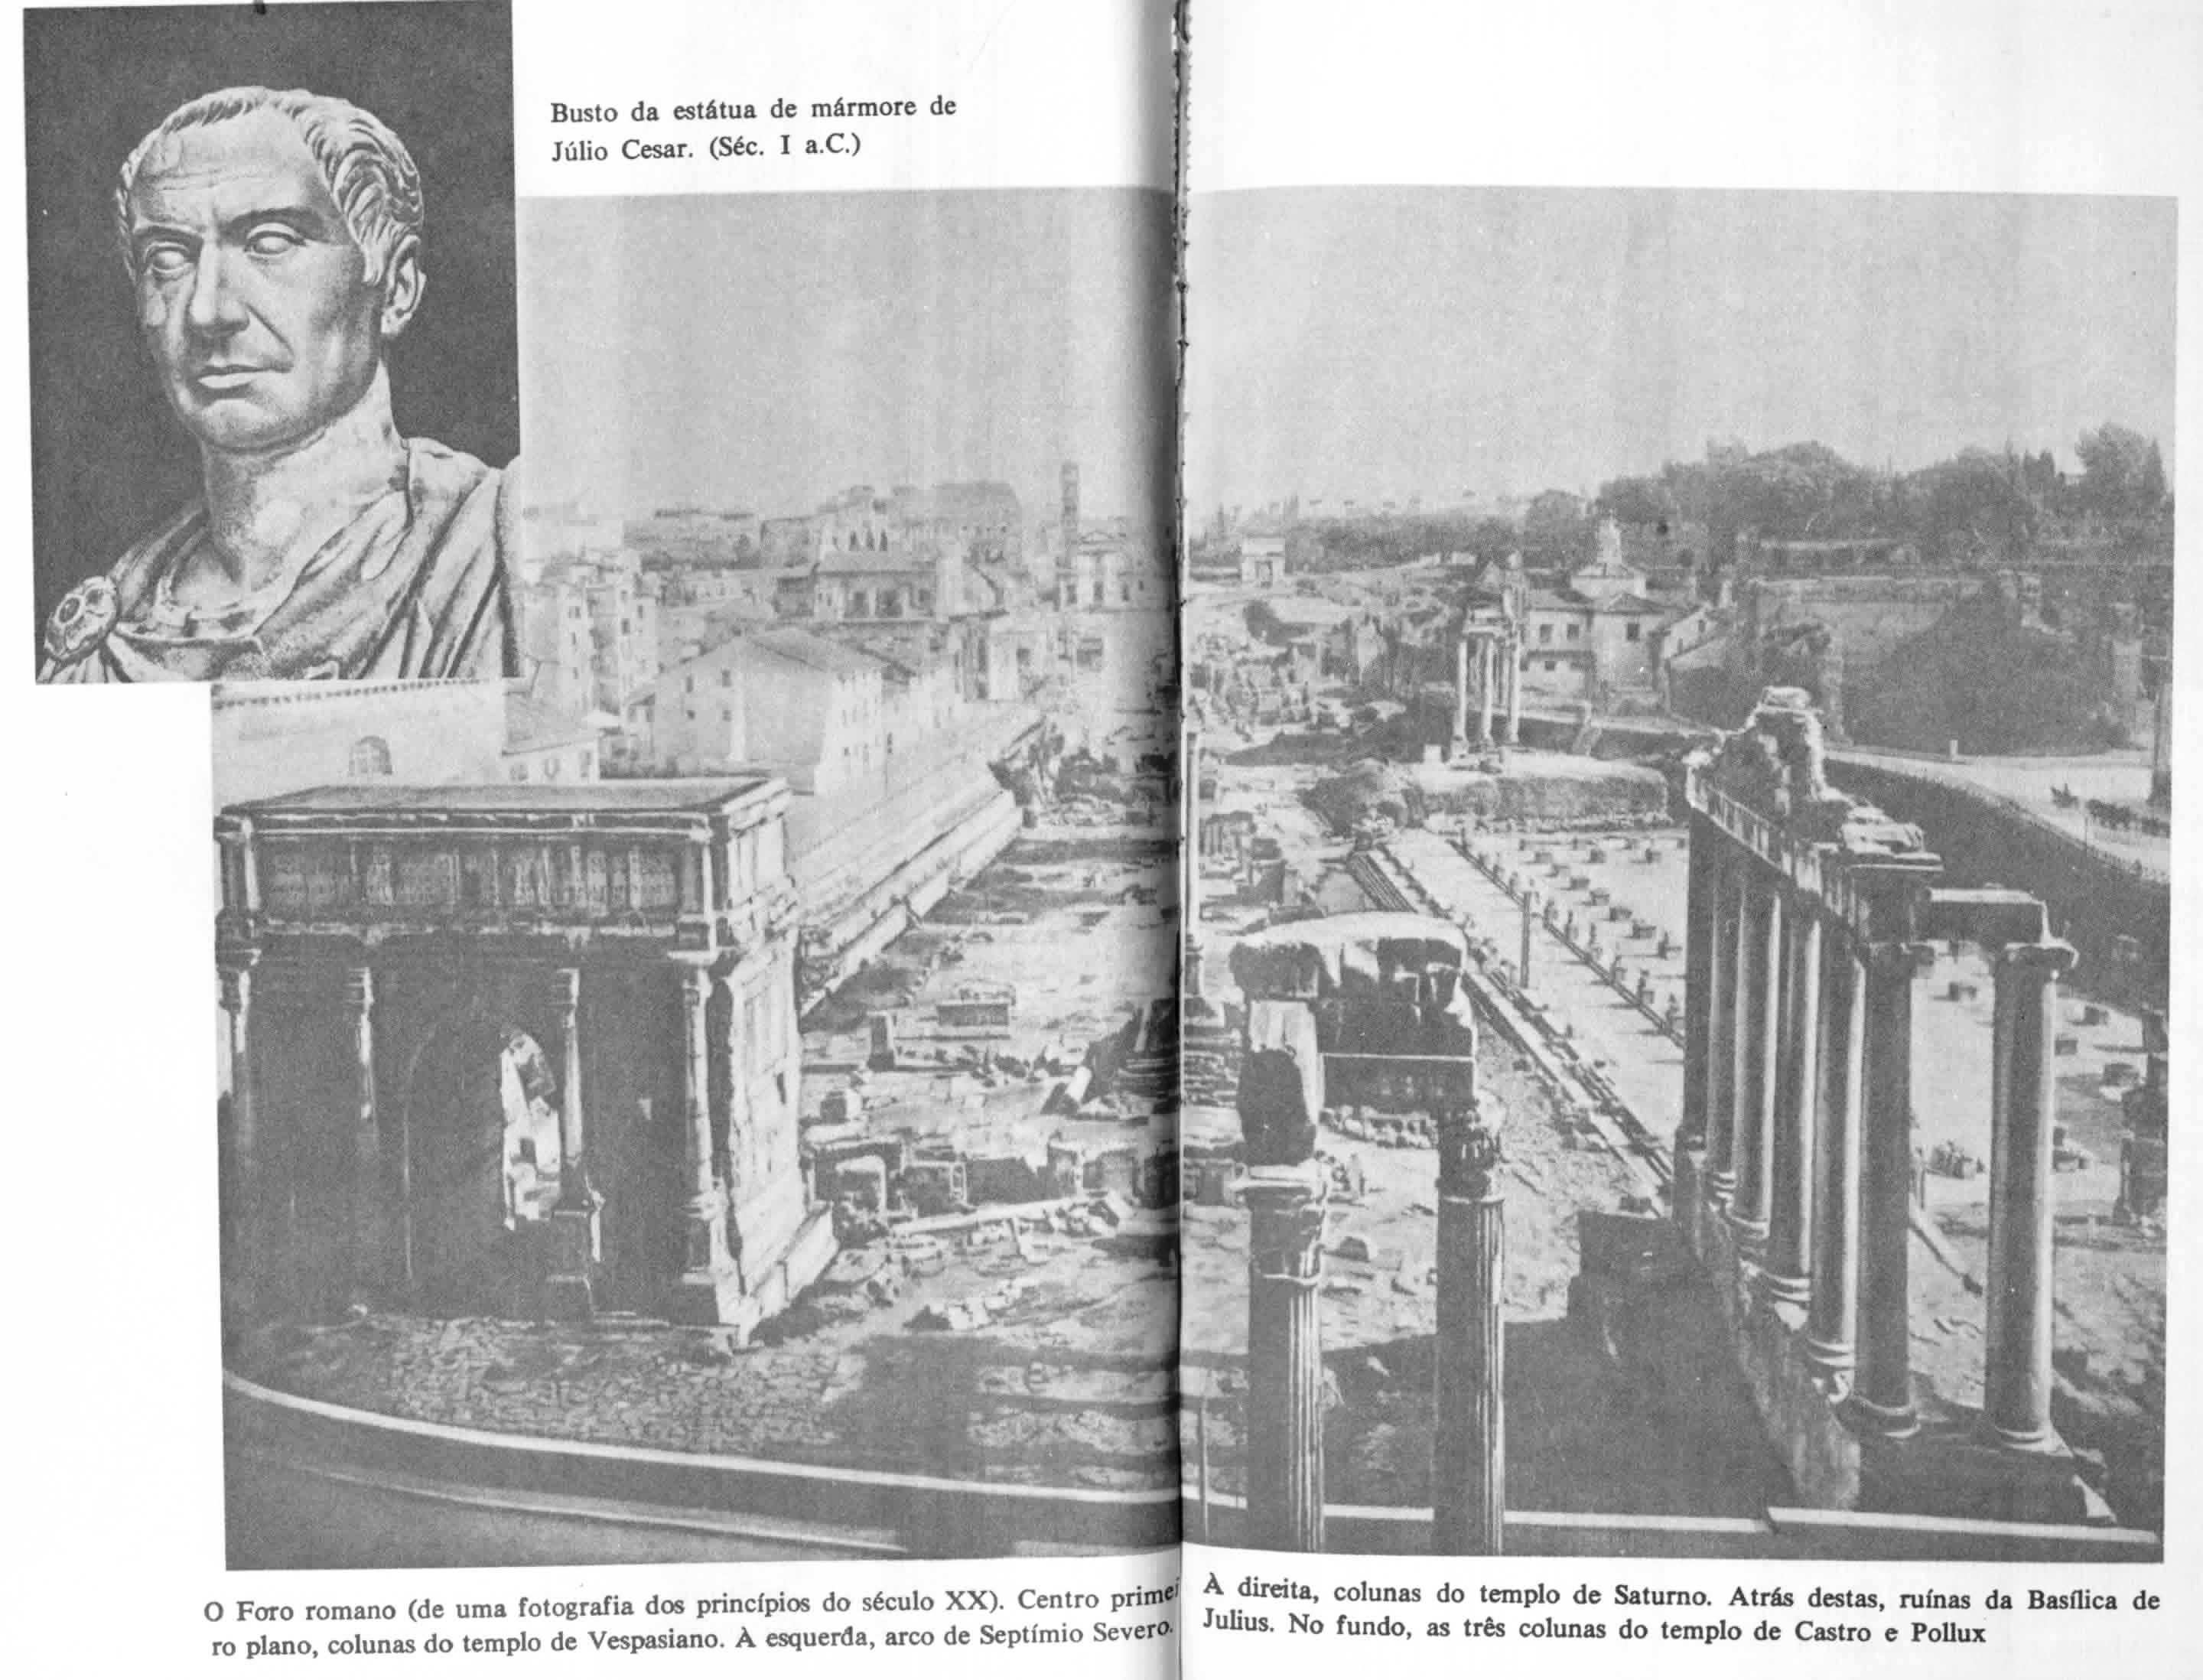 Busto da estátua de mármore de
Júlio Cesar. (Séc. I a.C.)
O Foro romano (de uma fotografia dos princípios do século XX). Centro primei
ro plano, colunas do templo de Vespasiano. À esquerda, arco de Septímio Severo.
À direita, colunas do templo de Saturno. Atrás destas, ruínas da Basílica de
Julius. No fundo, as três colunas do templo de Castro e Pollux